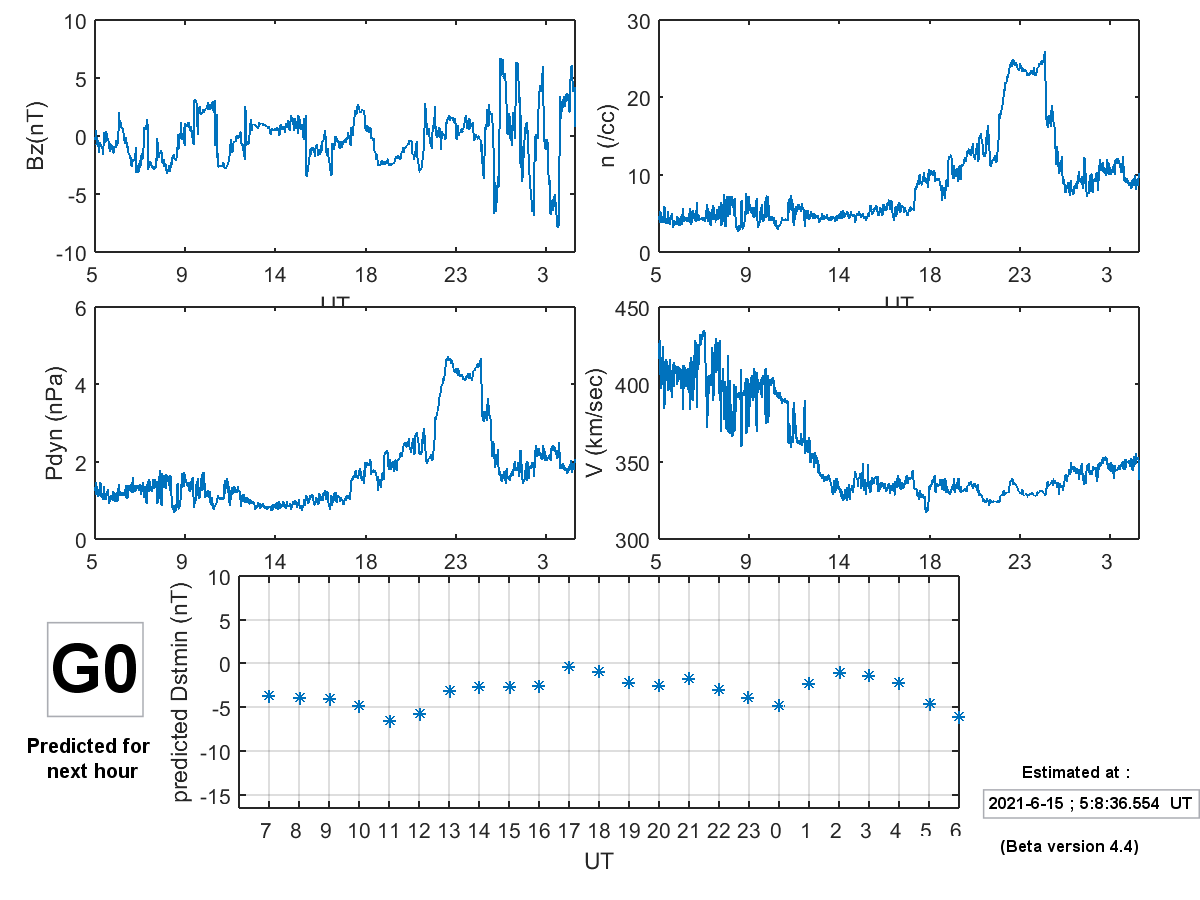 10
5
0
-5
-10
Bz(nT)
5 9 14 18 23 3
UT
30
20
10
0
n (/cc)
5 9 14 18 23 3
UT
6
4
2
0
Pdyn (nPa)
5 9 14 18 23 3
450
400
350
300
V (km/sec)
5 9 14 18 23 3
10
5
0
-5
-10
-15
predicted Dstmin (nT)
7 8 9 10 11 12 13 14 15 16 17 18 19 20 21 22 23 0 1 2 3 4 5 6
UT
G0
Predicted for
next hour
Estimated at :
2021-6-15 ; 5:8:36.554 UT
(Beta version 4.4)